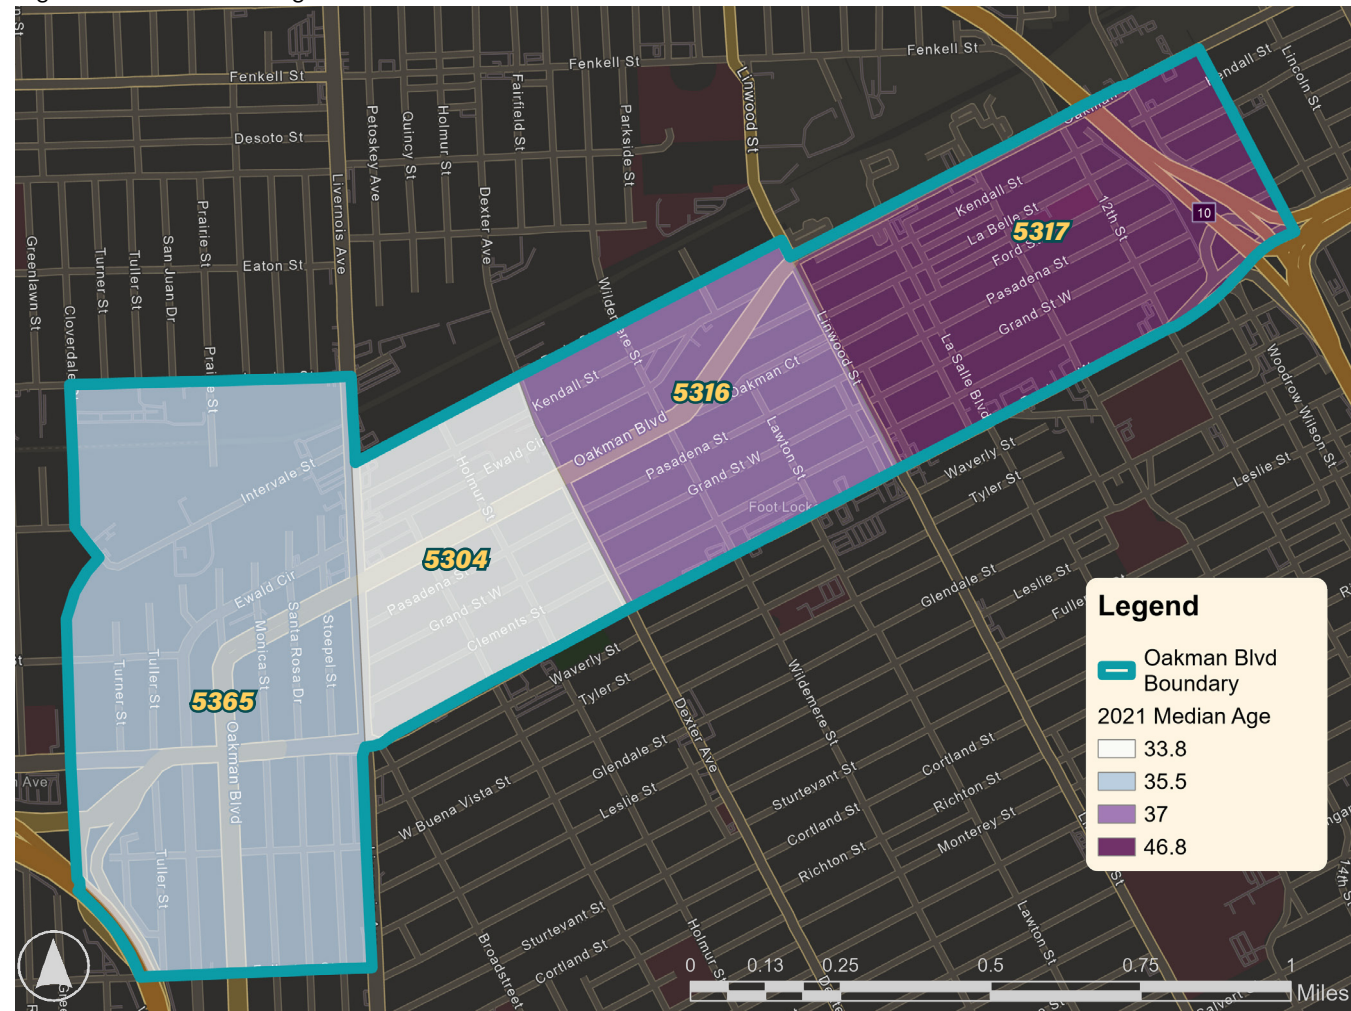 Fenkell St
Fenkell St
Fenkell St
Kendall St
Lincoln St
Linwood St
Desoto St
Petoskey Ave
Quincy St
Holmur St
Fairfield St
Parkside St
Livernois Ave
Dexter Ave
Kendall St
La Belle St
12th St
10
5317
Pasadena St
Grand St W
Greenlawn St
Turner St
Tuller St
San Juan Dr
Prairie St
Eaton St
Cloverdale
Linwood St
La Salle Blvd
Woodrow Wilson St
Kendall St
5316
Oakman Ct
Oakman Blvd
Ewald Cir
Pasadena St
Lawton St
Grand St W
Waverly St
Tyler St
Leslie St
Intervale St
Holmur St
5304
Pasadena St
Grand St W
Clements St
Ewald Cir
Santa Rosa Dr
Stoepel St
Monica St
Turner St
Tuller St
5365
Oakman Blvd
Tuller St
Glendale St
Leslie St
Waverly St
Tyler St
Dexter Ave
Wildemere St
Glendale St
Leslie St
W Buena Vista St
Sturtevant St
Cortland St
Richton St
Cortland St
Richton St
Monterey St
Sturtevant St
Cortland St
Broadstreet
Holmur St
Lawton St
14th St
Legend
Oakman Blvd
Boundary
2021 Median Age
33.8
35.5
37
46.8
0 0.13 0.25 0.5 0.75 1
Miles